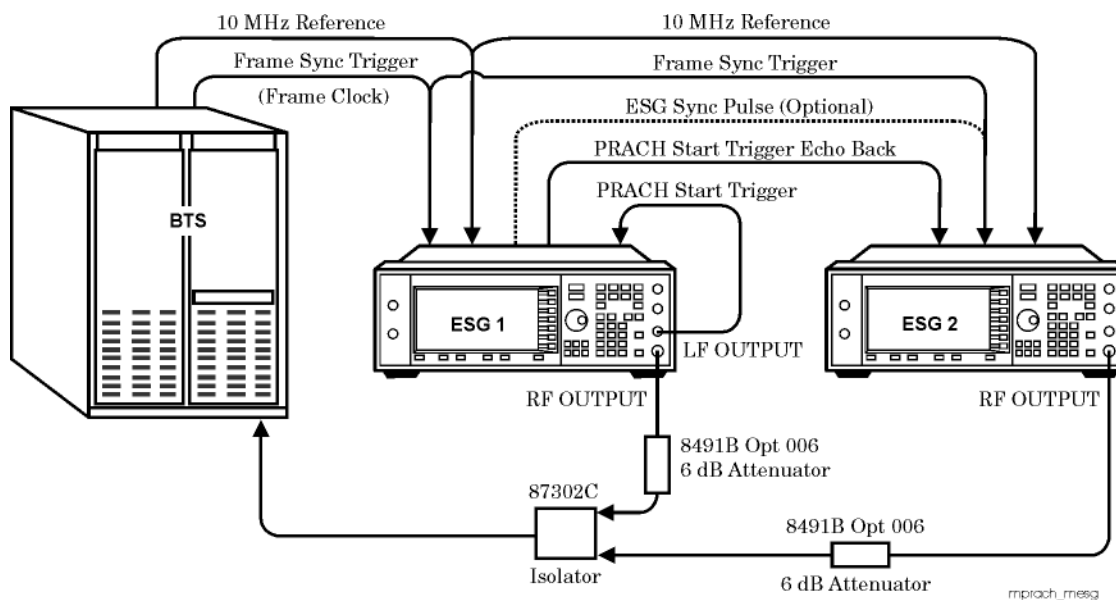 10 MHz Reference
10 MHz Reference
Frame Sync Trigger
Frame Sync Trigger
(Frame Clock)
ESG Sync Pulse (Optional)
PRACH Start Trigger Echo Back
PRACH Start Trigger
BTS
ESG 1
ESG 2
LF OUTPUT
RF OUTPUT
RF OUTPUT
8491B Opt 006
6 dB Attenuator
87302C
Isolator
8491B Opt 006
6 dB Attenuator
mprach_mesg